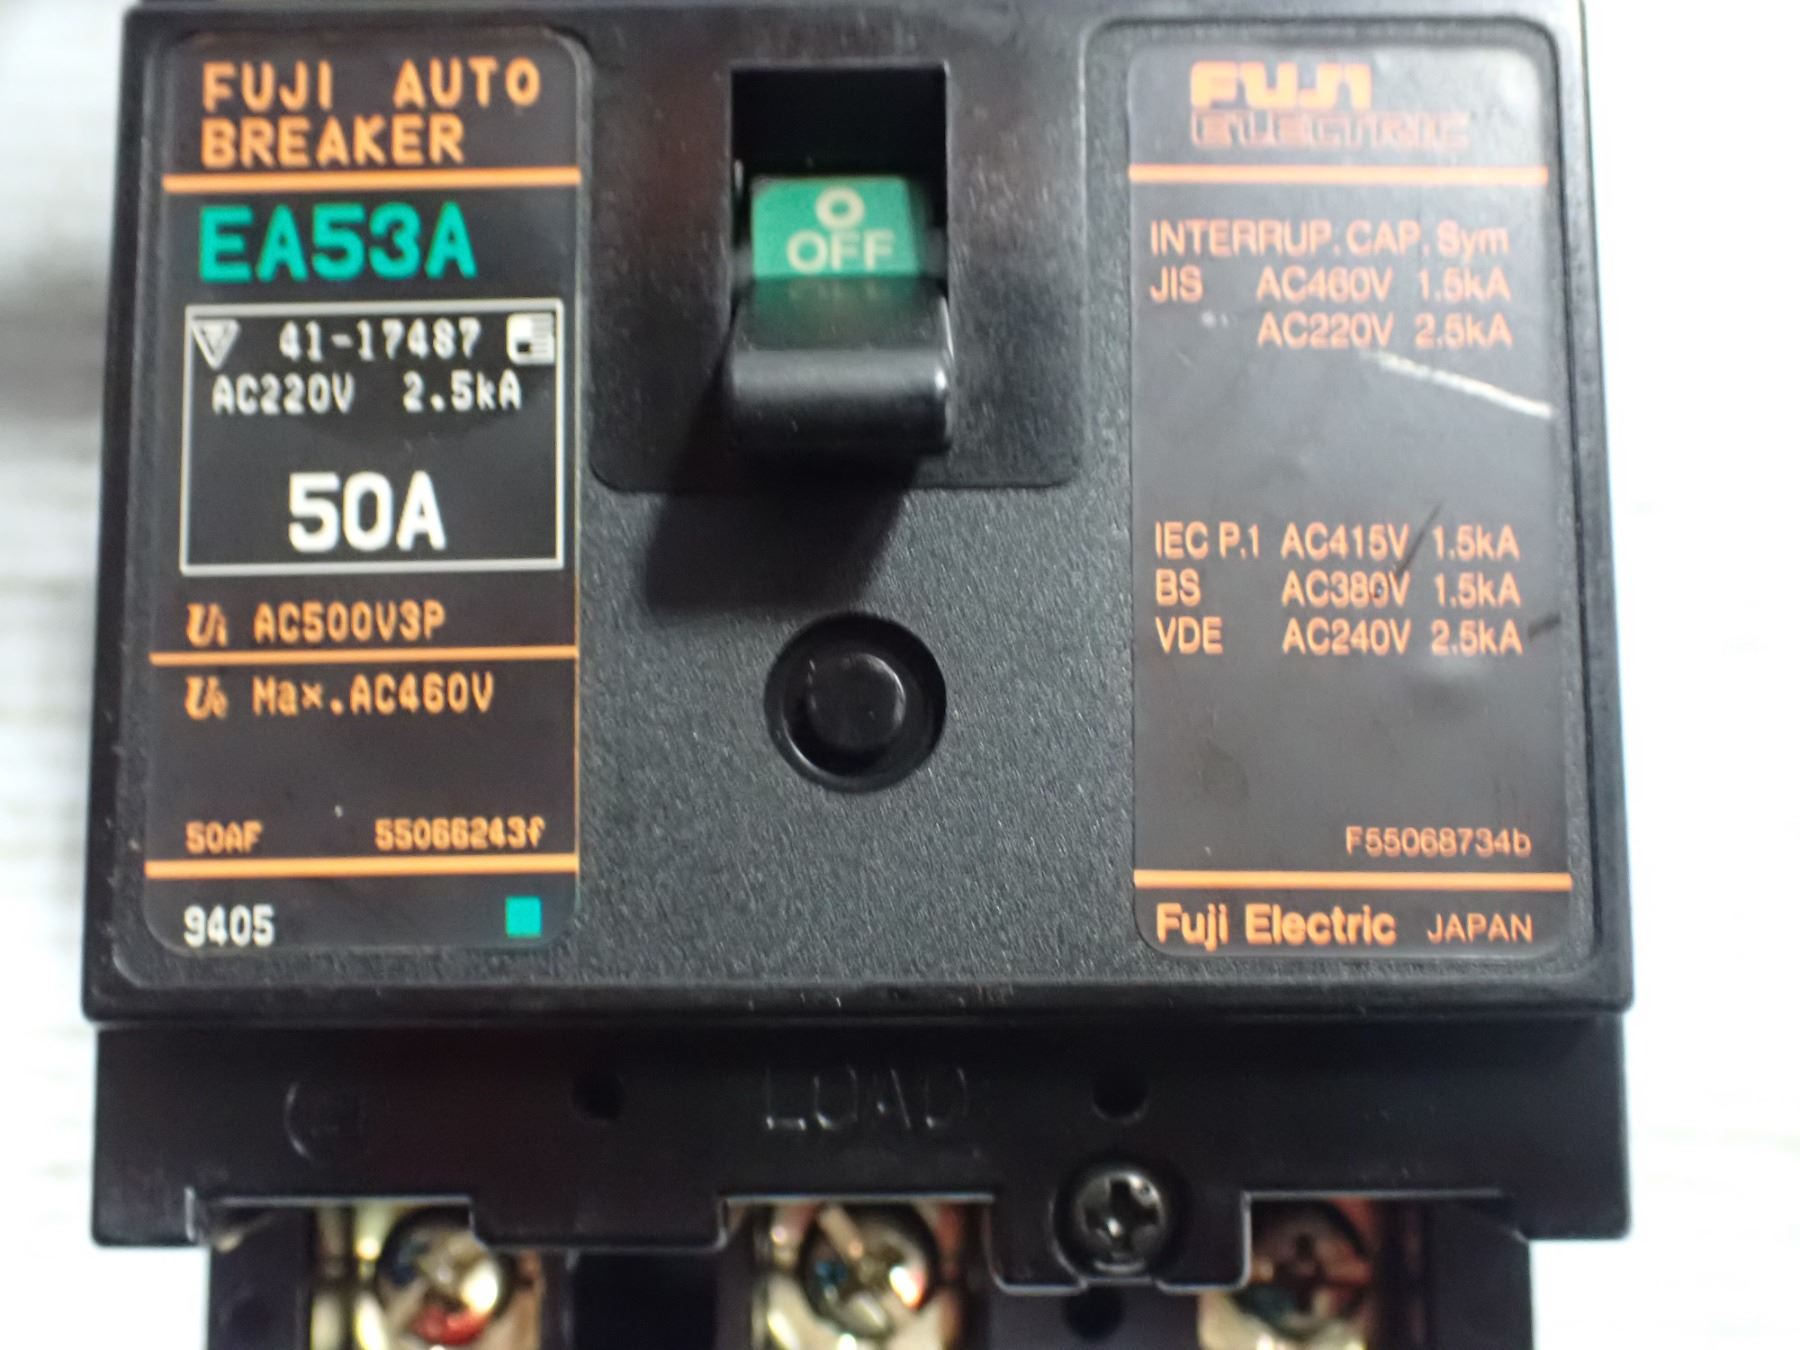 FUJI AUTO
BREAKER
EA53A
41-17487
AC220V 2.5kA
50A
Ui AC500V3P
Ue Max.AC460V
50AF 55066243f
9405
O
OFF
FUJI
ELECTRIC
INTERRUP.CAP.Sym
JIS AC460V 1.5kA
AC220V 2.5kA
IEC P.1 AC415V 1.5kA
BS AC380V 1.5kA
VDE AC240V 2.5kA
F55068734b
Fuji Electric JAPAN
LOAD